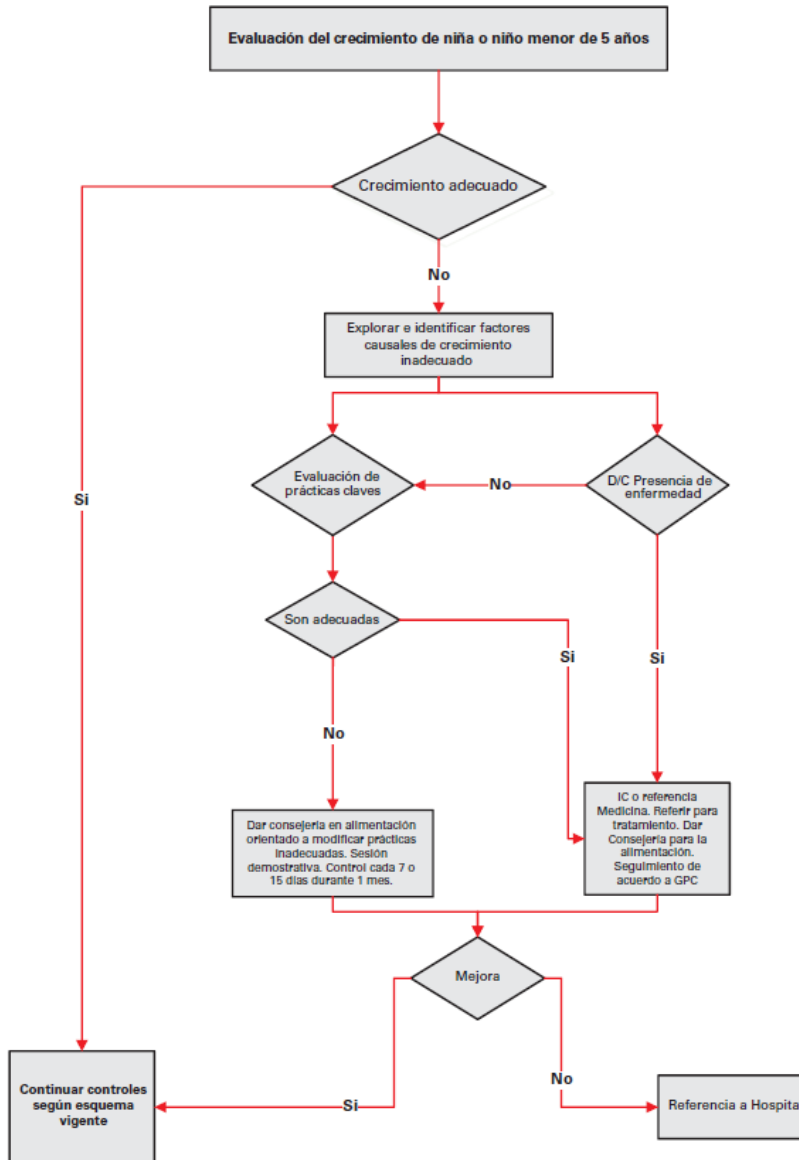 Evaluación del crecimiento de niña o niño menor de 5 años
Crecimiento adecuado
No
Explorar e identificar factores
causales de crecimiento
inadecuado
Evaluación de
prácticas claves
No
D/C Presencia de
enfermedad
Si
Son adecuadas
Si
Si
No
Dar consejería en alimentación
orientado a modificar prácticas
inadecuadas. Sesión
demostrativa. Control cada 7 o
15 días durante 1 mes.
IC o referencia
Medicina. Referir para
tratamiento. Dar
Consejería para la
alimentación.
Seguimiento de
acuerdo a GPC
Mejora
Continuar controles
según esquema
vigente
Si
No
Referencia a Hospital